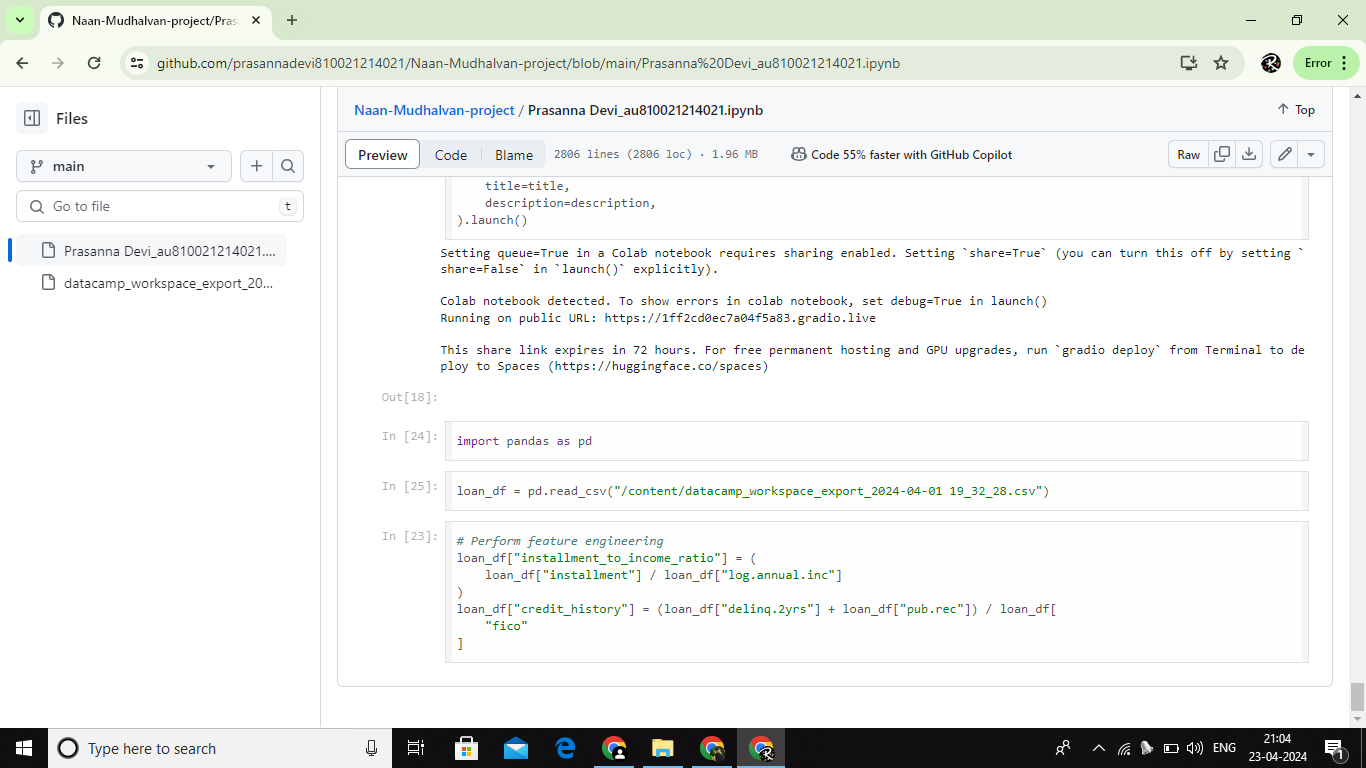 Naan-Mudhalvan-project/Pras
github.com/prasannadevi810021214021/Naan-Mudhalvan-project/blob/main/Prasanna%20Devi_au810021214021.ipynb
Error
Files
main
Go to file
t
Prasanna Devi_au810021214021....
datacamp_workspace_export_20...
Naan-Mudhalvan-project / Prasanna Devi_au810021214021.ipynb
Top
Preview Code Blame 2806 lines (2806 loc) · 1.96 MB Code 55% faster with GitHub Copilot Raw
title=title,
description=description,
).launch()
Setting queue=True in a Colab notebook requires sharing enabled. Setting `share=True` (you can turn this off by setting `
share=False` in `launch()` explicitly).
Colab notebook detected. To show errors in colab notebook, set debug=True in launch()
Running on public URL: https://1ff2cd0ec7a04f5a83.gradio.live
This share link expires in 72 hours. For free permanent hosting and GPU upgrades, run `gradio deploy` from Terminal to de
ploy to Spaces (https://huggingface.co/spaces)
Out[18]:
In [24]: import pandas as pd
In [25]: loan_df = pd.read_csv("/content/datacamp_workspace_export_2024-04-01 19_32_28.csv")
In [23]: # Perform feature engineering
loan_df["installment_to_income_ratio"] = (
loan_df["installment"] / loan_df["log.annual.inc"]
)
loan_df["credit_history"] = (loan_df["delinq.2yrs"] + loan_df["pub.rec"]) / loan_df[
"fico"
]
Type here to search
ENG
21:04
23-04-2024
1